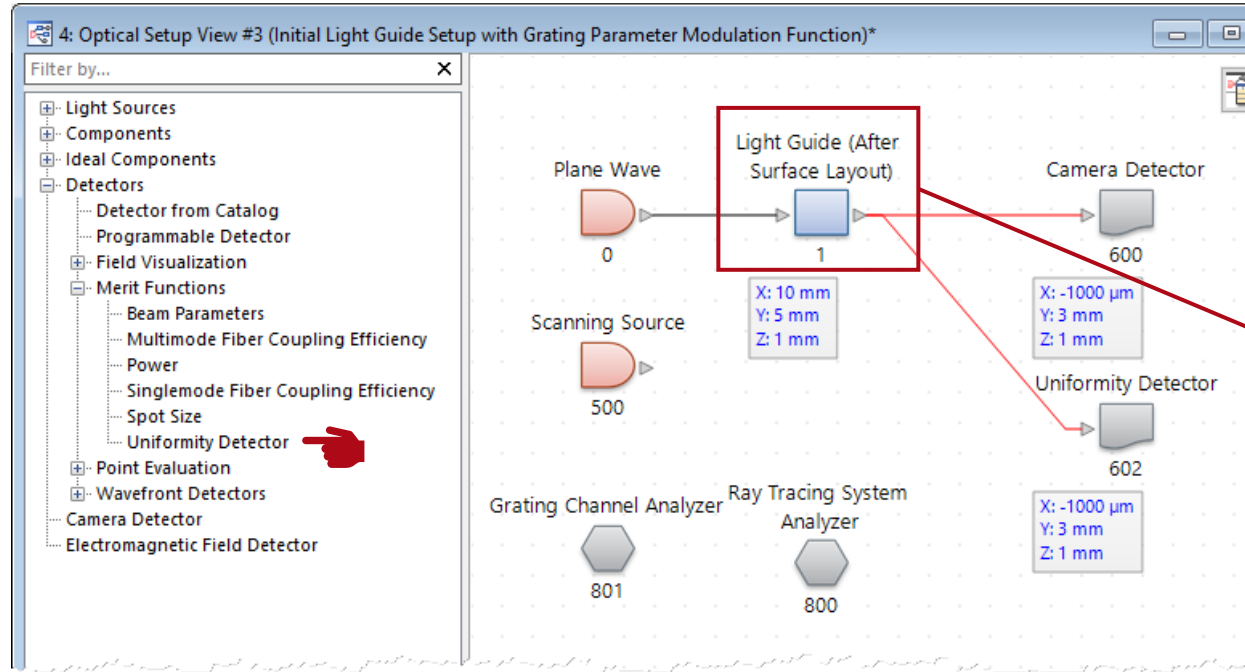 4: Optical Setup View #3 (Initial Light Guide Setup with Grating Parameter Modulation Function)*
Filter by...
Light Sources
Components
Ideal Components
Detectors
Detector from Catalog
Programmable Detector
Field Visualization
Merit Functions
Beam Parameters
Multimode Fiber Coupling Efficiency
Power
Singlemode Fiber Coupling Efficiency
Spot Size
Uniformity Detector
Point Evaluation
Wavefront Detectors
Camera Detector
Electromagnetic Field Detector
Plane Wave
0
Light Guide (After
Surface Layout)
1
X: 10 mm
Y: 5 mm
Z: 1 mm
Camera Detector
600
X: -1000 µm
Y: 3 mm
Z: 1 mm
Scanning Source
500
Uniformity Detector
602
X: -1000 µm
Y: 3 mm
Z: 1 mm
Grating Channel Analyzer
801
Ray Tracing System
Analyzer
800